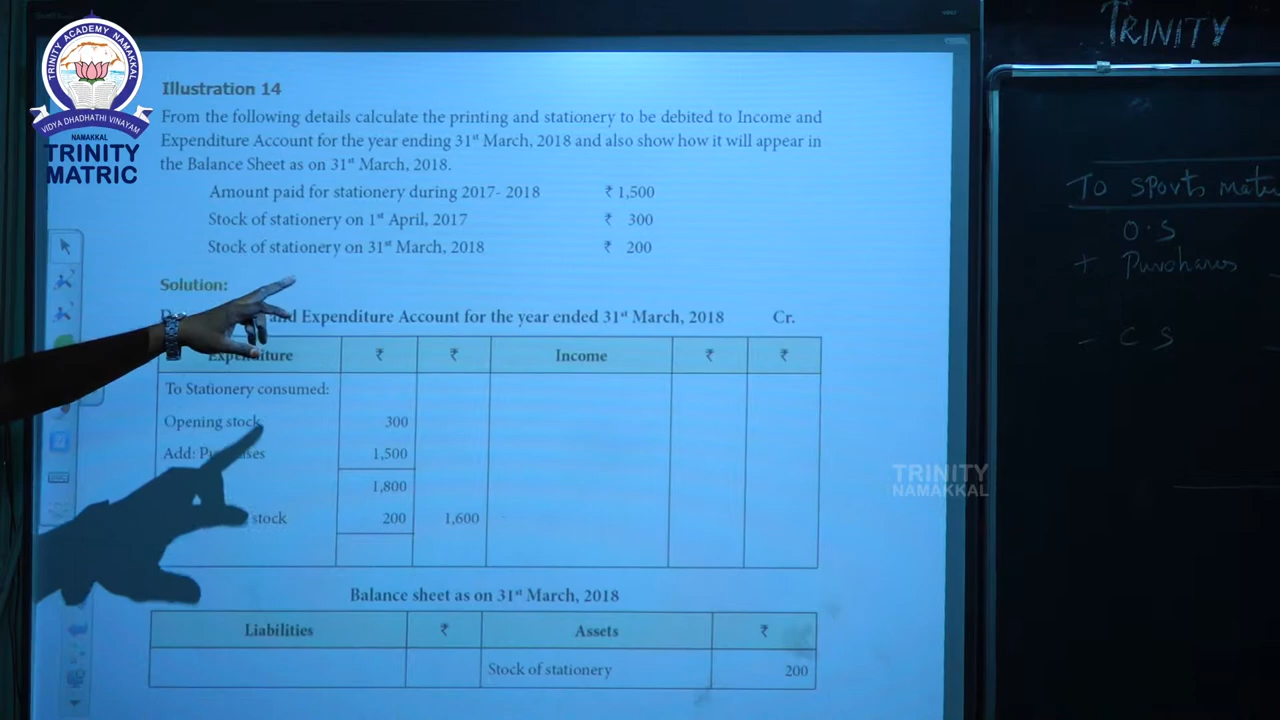 TRINITY ACADEMY NAMAKKAL
VIDYA DHADHATHI VINAYAM
NAMAKKAL
TRINITY
MATRIC
Illustration 14
From the following details calculate the printing and stationery to be debited to Income and
Expenditure Account for the year ending 31st March, 2018 and also show how it will appear in
the Balance Sheet as on 31st March, 2018.
Amount paid for stationery during 2017- 2018 ₹ 1,500
Stock of stationery on 1st April, 2017 ₹ 300
Stock of stationery on 31st March, 2018 ₹ 200
Solution:
and Expenditure Account for the year ended 31st March, 2018 Cr.
Expenditure ₹ ₹ Income ₹ ₹
To Stationery consumed:
Opening stock 300
Add: Purchases 1,500
1,800
stock 200 1,600
Balance sheet as on 31st March, 2018
Liabilities ₹ Assets ₹
Stock of stationery 200
TRINITY
To Sports
O.S
+ Purchases
- C S
TRINITY
NAMAKKAL